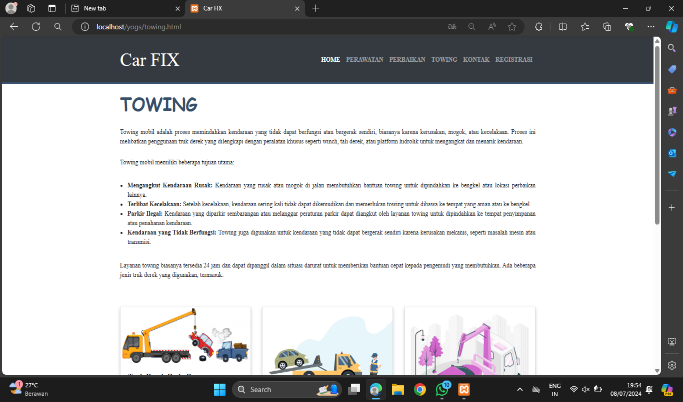 New tab
Car FIX
localhost/yogs/towing.html
Car FIX
HOME PERAWATAN PERBAIKAN TOWING KONTAK REGISTRASI
TOWING
Towing mobil adalah proses memindahkan kendaraan yang tidak dapat berfungsi atau bergerak sendiri, biasanya karena kerusakan, mogok, atau kecelakaan. Proses ini
melibatkan penggunaan truk derek yang dilengkapi dengan peralatan khusus seperti winch, tali derek, atau platform hidrolik untuk mengangkat dan menarik kendaraan.
Towing mobil memiliki beberapa tujuan utama:
• Mengangkut Kendaraan Rusak: Kendaraan yang rusak atau mogok di jalan membutuhkan bantuan towing untuk dipindahkan ke bengkel atau lokasi perbaikan
lainnya.
• Terlibat Kecelakaan: Setelah kecelakaan, kendaraan sering kali tidak dapat dikemudikan dan memerlukan towing untuk dibawa ke tempat yang aman atau ke bengkel.
• Parkir Ilegal: Kendaraan yang diparkir sembarangan atau melanggar peraturan parkir dapat diangkut oleh layanan towing untuk dipindahkan ke tempat penyimpanan
atau penahanan kendaraan.
• Kendaraan yang Tidak Berfungsi: Towing juga digunakan untuk kendaraan yang tidak dapat bergerak sendiri karena kerusakan mekanis, seperti masalah mesin atau
transmisi.
Layanan towing biasanya tersedia 24 jam dan dapat dipanggil dalam situasi darurat untuk memberikan bantuan cepat kepada pengemudi yang membutuhkan. Ada beberapa
jenis truk derek yang digunakan, termasuk:
27°C
Berawan
Search
ENG
IN
19:54
08/07/2024